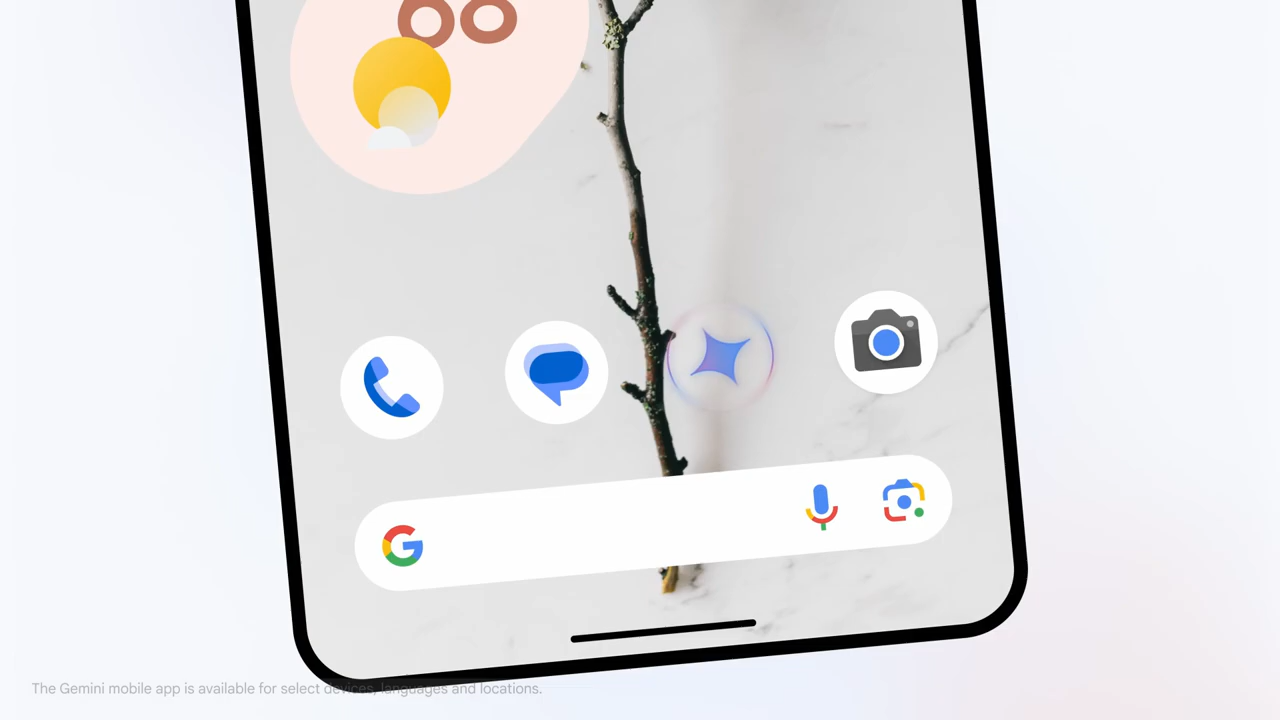 The Gemini mobile app is available for select devices, languages and locations.